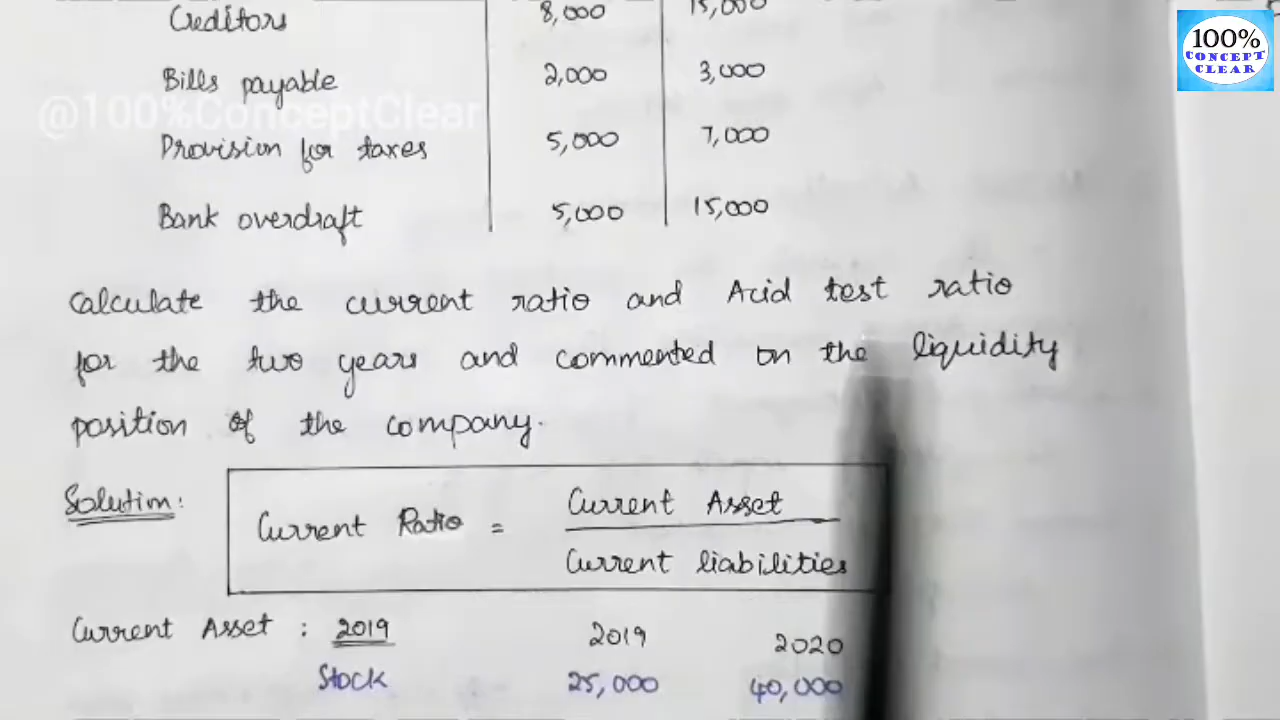 Creditors 8,000 15,000
100%
CONCEPT
CLEAR
Bills payable 2,000 3,000
@100%ConceptClear
Provision for taxes 5,000 7,000
Bank overdraft 5,000 15,000
Calculate the current ratio and Acid test ratio
for the two years and commented on the liquidity
position of the company.
Solution:
Current Ratio = Current Asset
Current liabilities
Current Asset : 2019 2019 2020
Stock 25,000 40,000